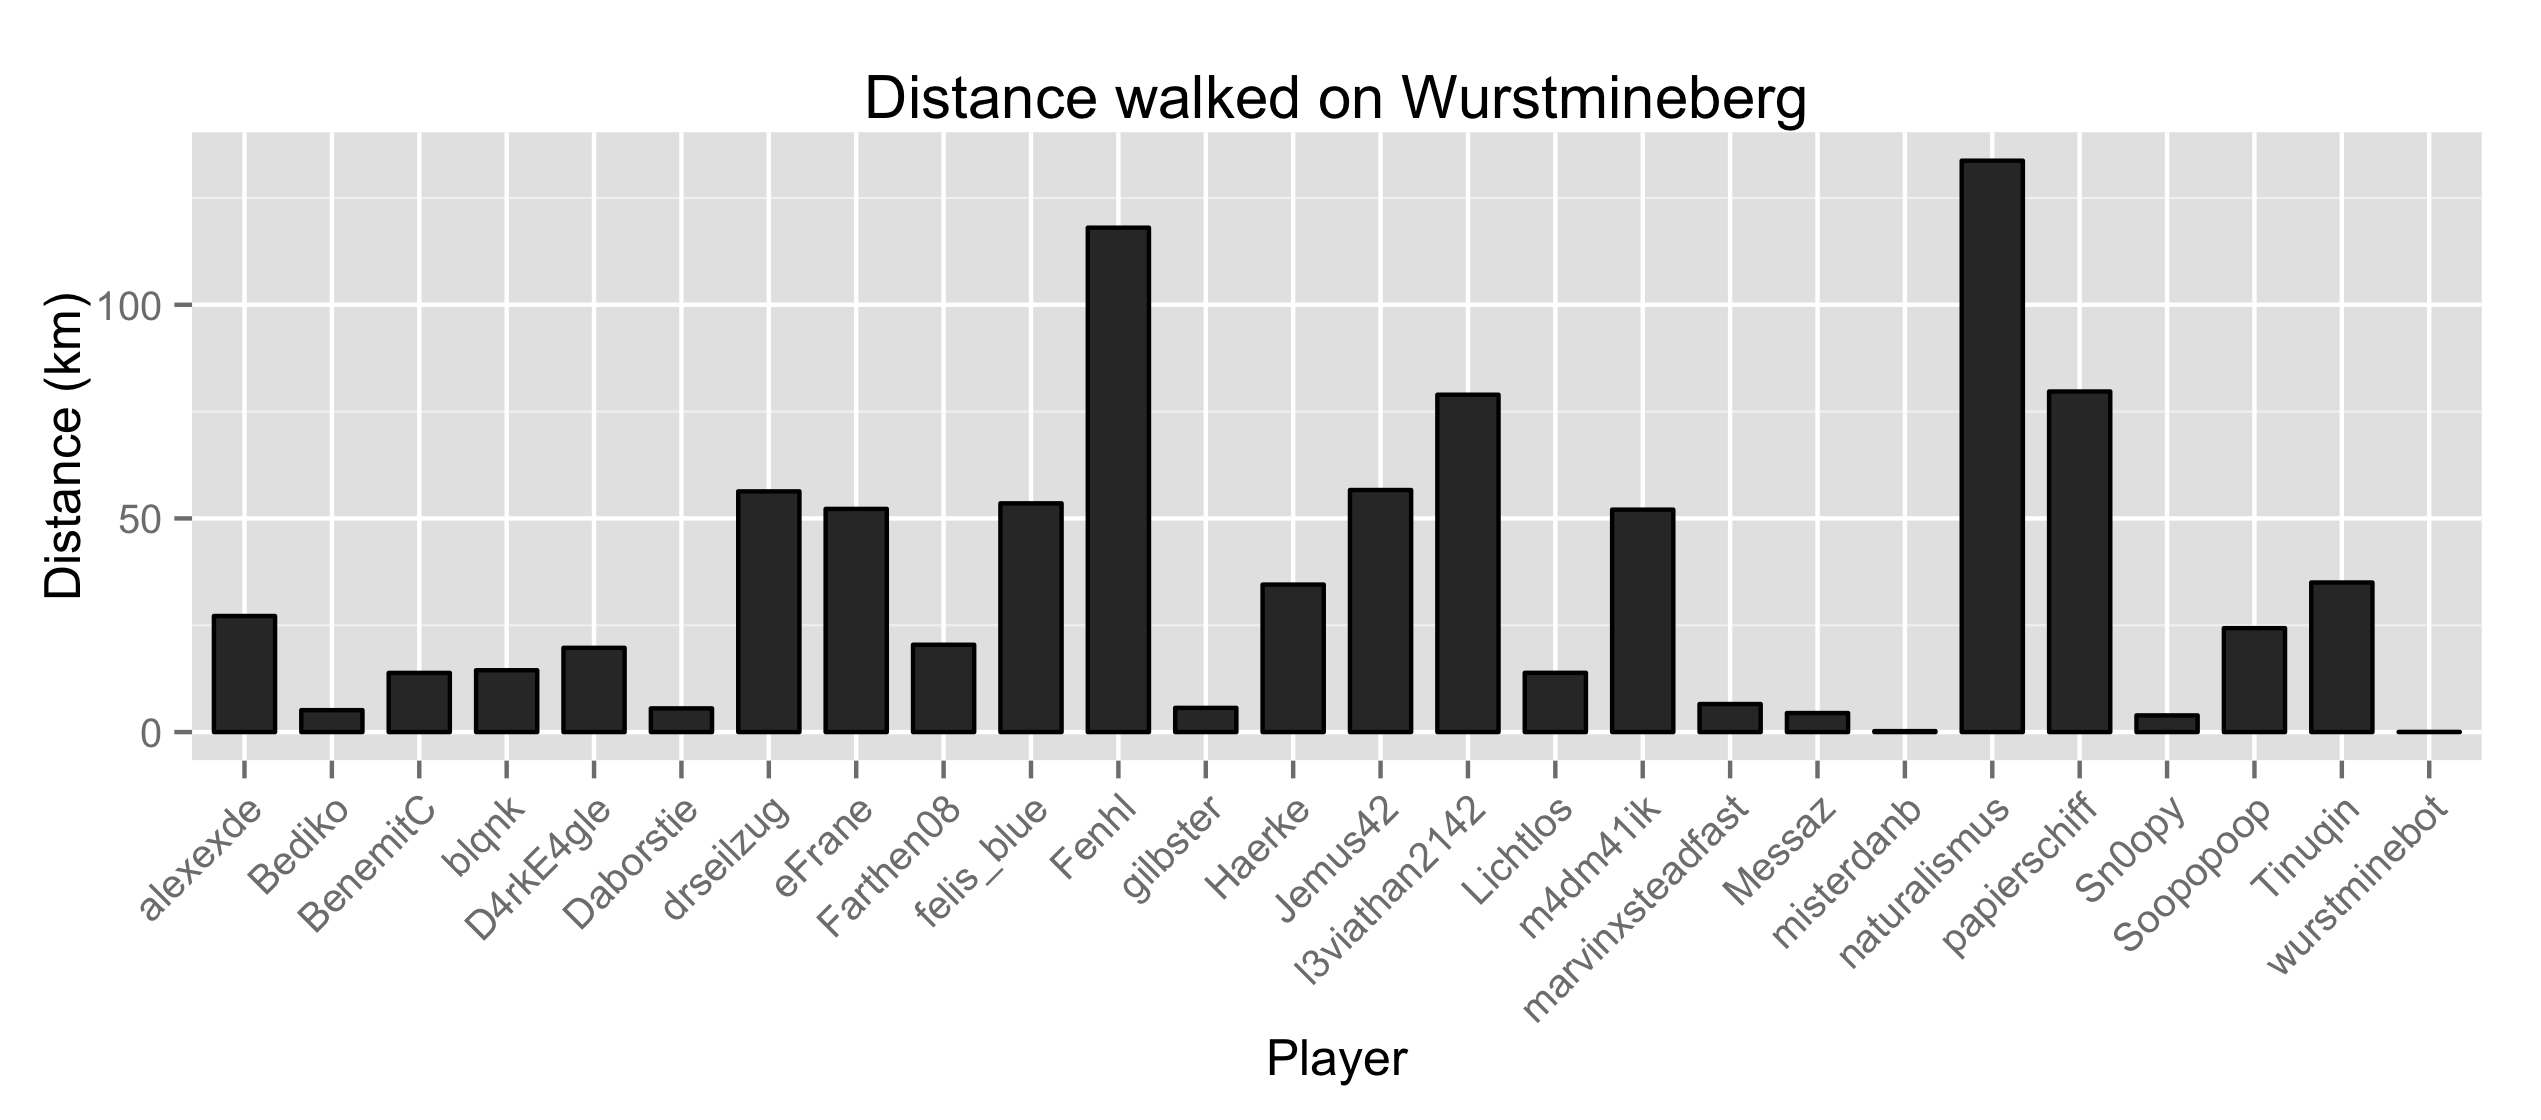 Distance walked on Wurstmineberg
Distance (km)
100
50
0
alexexde
Bediko
BenemitC
blqnk
D4rkE4gle
Daborstie
drseilzug
eFrane
Farthen08
felis_blue
Fenhl
gilbster
Haerke
Jemus42
l3viathan2142
Lichtlos
m4dm41ik
marvinxsteadfast
Messaz
misterdanb
naturalismus
papierschiff
Sn0opy
Soopopoop
Tinuqin
wurstminebot
Player